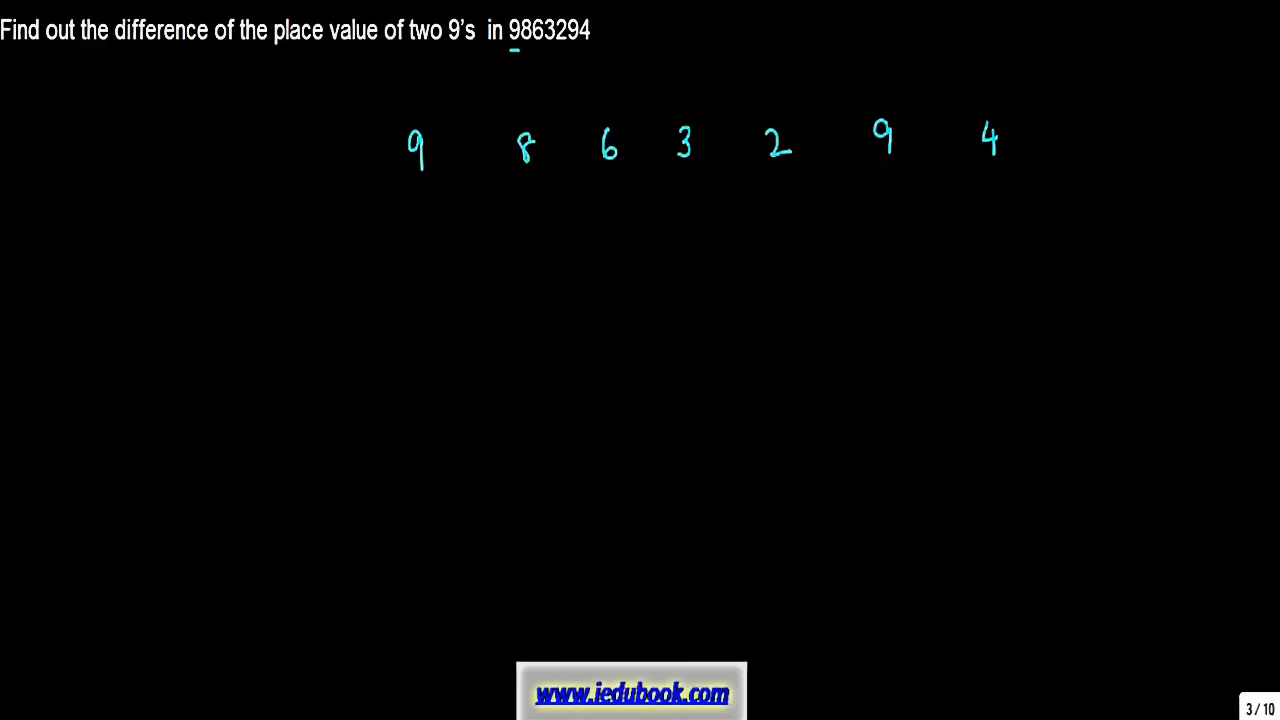 Find out the difference of the place value of two 9’s in 9863294
9 8 6 3 2 9 4
www.iedubook.com
3 / 10